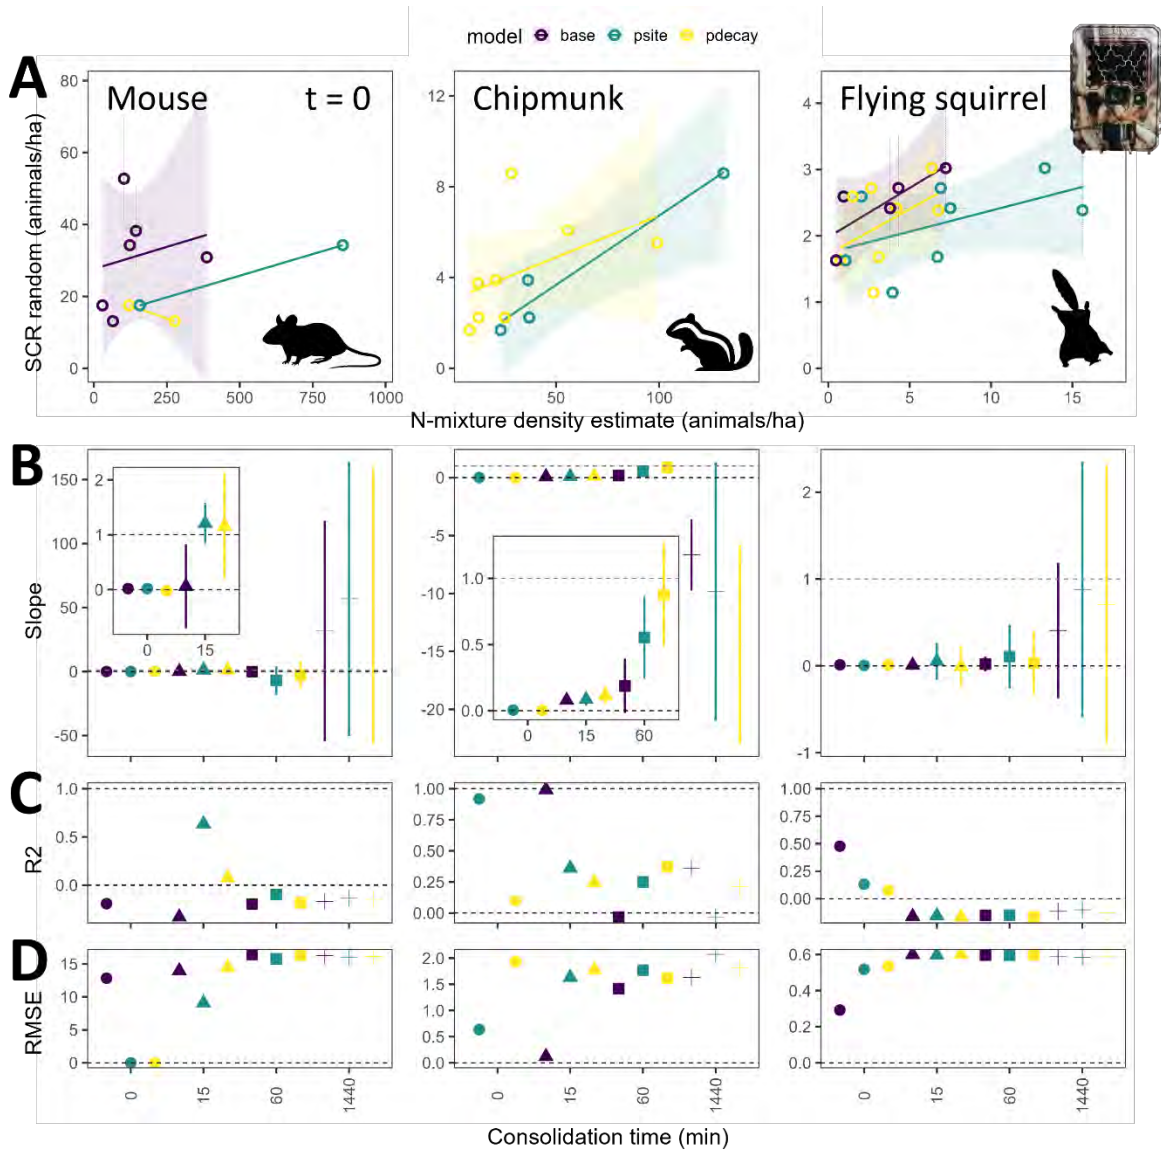 model base psite pdecay
A
Mouse t = 0
Chipmunk
Flying squirrel
SCR random (animals/ha)
80
60
40
20
0
12
8
4
0
4
3
2
1
0
0 250 500 750 1000
50 100 150
0 5 10 15
N-mixture density estimate (animals/ha)
B
Slope
150
100
50
0
-50
2
1
0
0 15
0
-5
-10
-15
-20
1.0
0.5
0.0
0 15 60
2
1
0
-1
C
R2
1.0
0.5
0.0
1.00
0.75
0.50
0.25
0.00
1.00
0.75
0.50
0.25
0.00
D
RMSE
15
10
5
0
2.0
1.5
1.0
0.5
0.0
0.6
0.4
0.2
0.0
0 15 60 1440
0 15 60 1440
0 15 60 1440
Consolidation time (min)